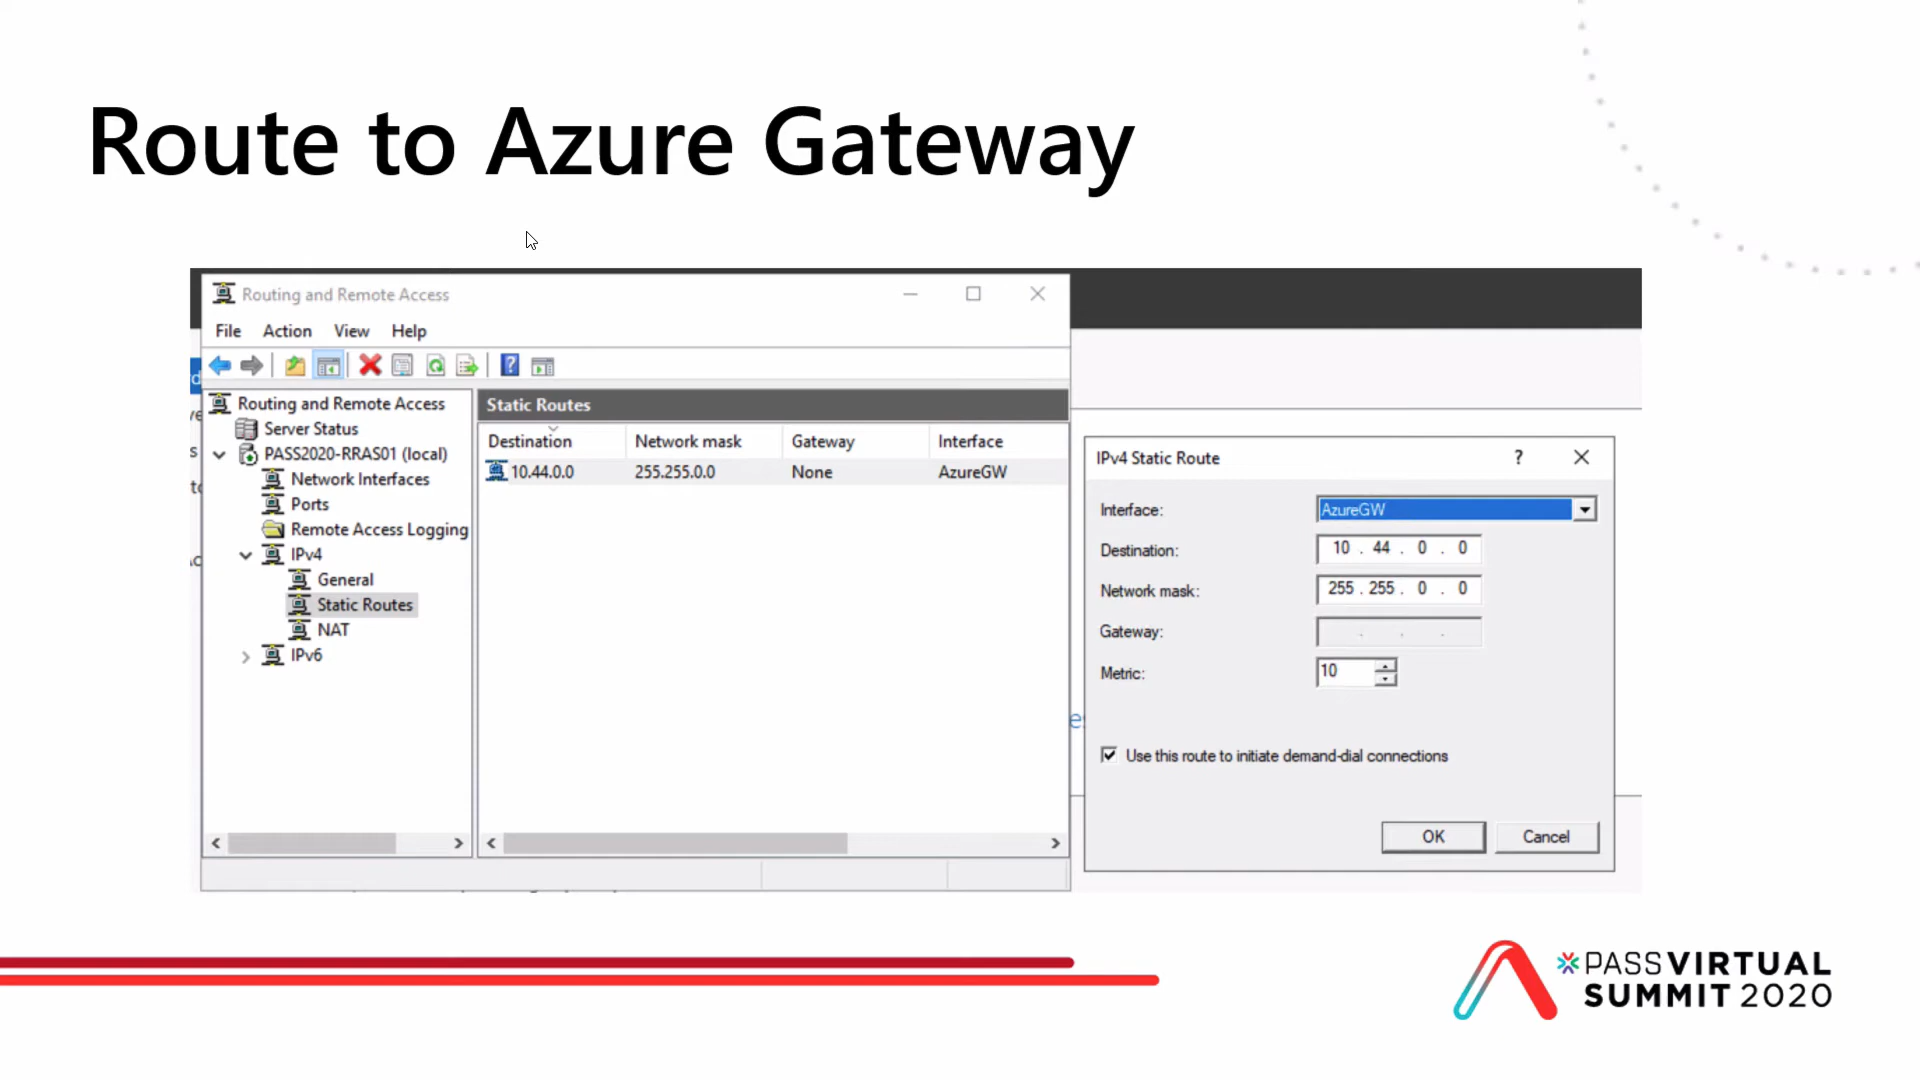 Route to Azure Gateway
Routing and Remote Access
File Action View Help
Routing and Remote Access
Server Status
PASS2020-RRAS01 (local)
Network Interfaces
Ports
Remote Access Logging
IPv4
General
Static Routes
NAT
IPv6
Static Routes
Destination Network mask Gateway Interface
10.44.0.0 255.255.0.0 None AzureGW
IPv4 Static Route
Interface: AzureGW
Destination: 10 . 44 . 0 . 0
Network mask: 255 . 255 . 0 . 0
Gateway: . . .
Metric: 10
Use this route to initiate demand-dial connections
OK Cancel
PASS VIRTUAL
SUMMIT 2020